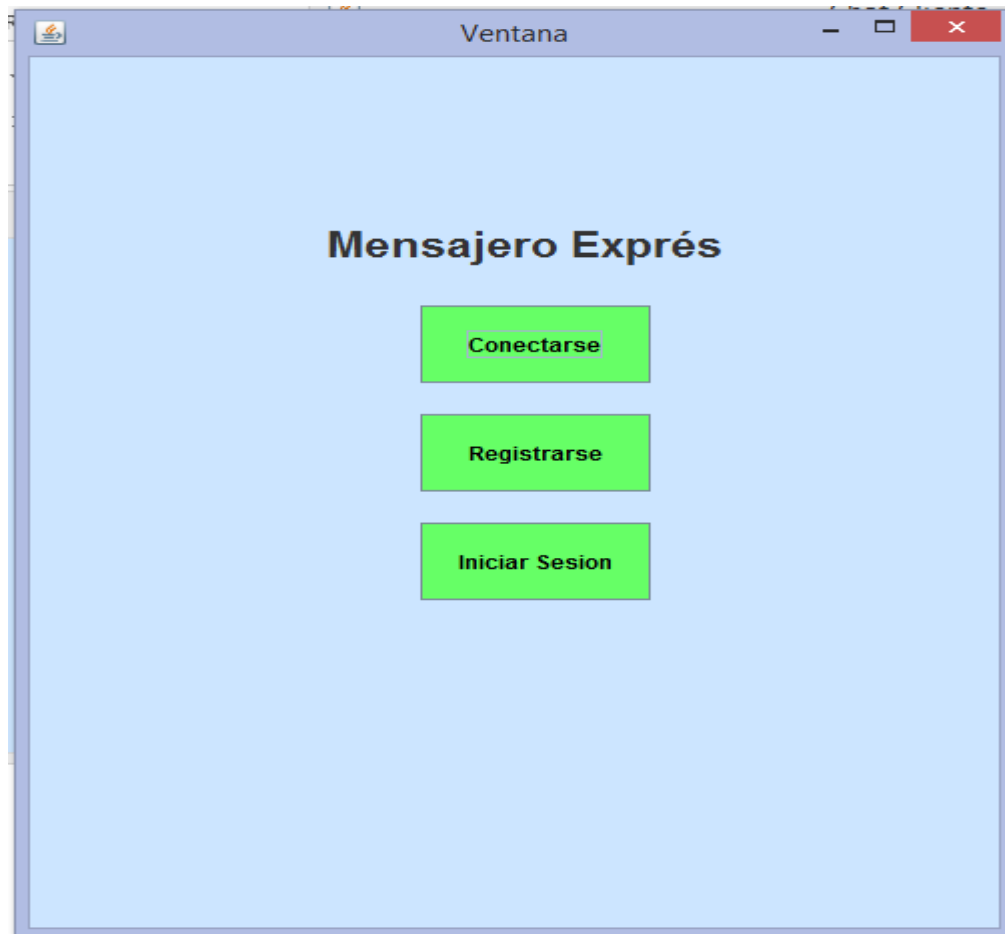 Ventana
Mensajero Exprés
Conectarse
Registrarse
Iniciar Sesion